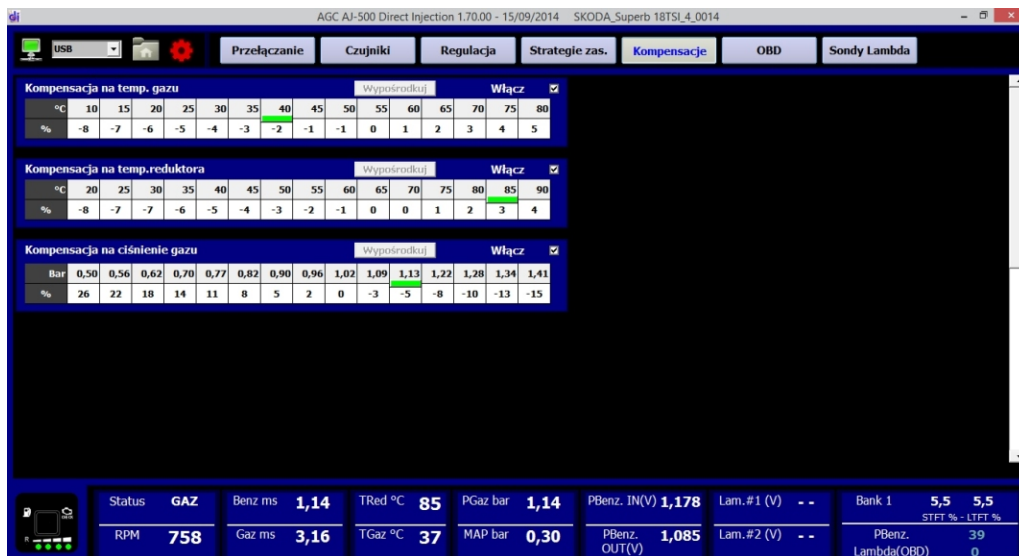 di AGC AJ-500 Direct Injection 1.70.00 - 15/09/2014 SKODA_Superb 18TSI_4_0014
USB Przełączanie Czujniki Regulacja Strategie zas. Kompensacje OBD Sondy Lambda
Kompensacja na temp. gazu Wypośrodkuj Włącz
°C 10 15 20 25 30 35 40 45 50 55 60 65 70 75 80
% -8 -7 -6 -5 -4 -3 -2 -1 -1 0 1 2 3 4 5
Kompensacja na temp.reduktora Wypośrodkuj Włącz
°C 20 25 30 35 40 45 50 55 60 65 70 75 80 85 90
% -8 -7 -7 -6 -5 -4 -3 -2 -1 0 0 1 2 3 4
Kompensacja na ciśnienie gazu Wypośrodkuj Włącz
Bar 0,50 0,56 0,62 0,70 0,77 0,82 0,90 0,96 1,02 1,09 1,13 1,22 1,28 1,34 1,41
% 26 22 18 14 11 8 5 2 0 -3 -5 -8 -10 -13 -15
Status GAZ Benz ms 1,14 TRed °C 85 PGaz bar 1,14 PBenz. IN(V) 1,178 Lam.#1 (V) - - Bank 1 5,5 5,5
STFT % - LTFT %
RPM 758 Gaz ms 3,16 TGaz °C 37 MAP bar 0,30 PBenz. OUT(V) 1,085 Lam.#2 (V) - - PBenz. 39
Lambda(OBD) 0
R